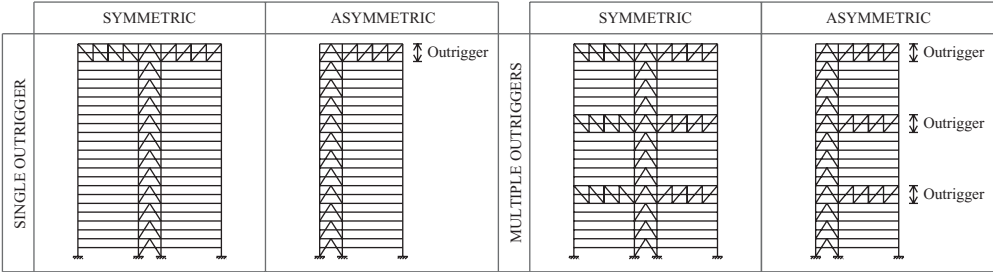 SYMMETRIC
ASYMMETRIC
SYMMETRIC
ASYMMETRIC
SINGLE OUTRIGGER
Outrigger
MULTIPLE OUTRIGGERS
Outrigger
Outrigger
Outrigger